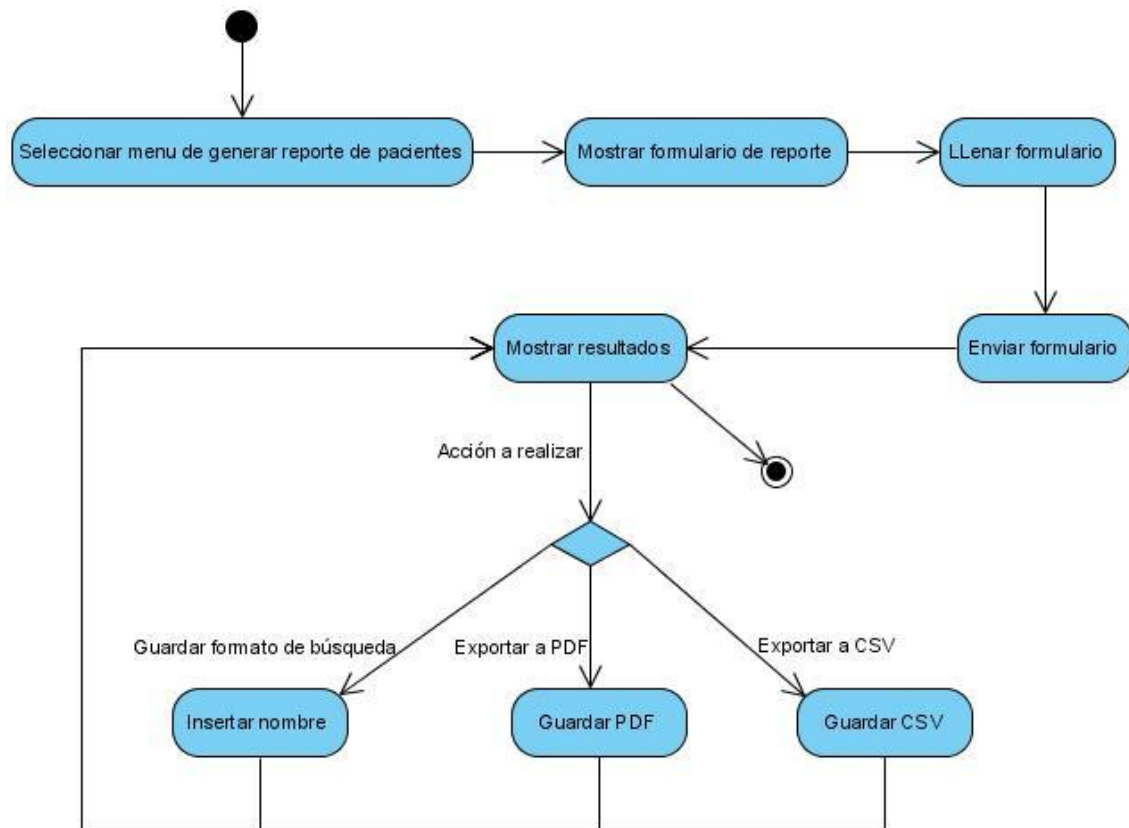 Seleccionar menu de generar reporte de pacientes
Mostrar formulario de reporte
LLenar formulario
Mostrar resultados
Enviar formulario
Acción a realizar
Guardar formato de búsqueda
Exportar a PDF
Exportar a CSV
Insertar nombre
Guardar PDF
Guardar CSV